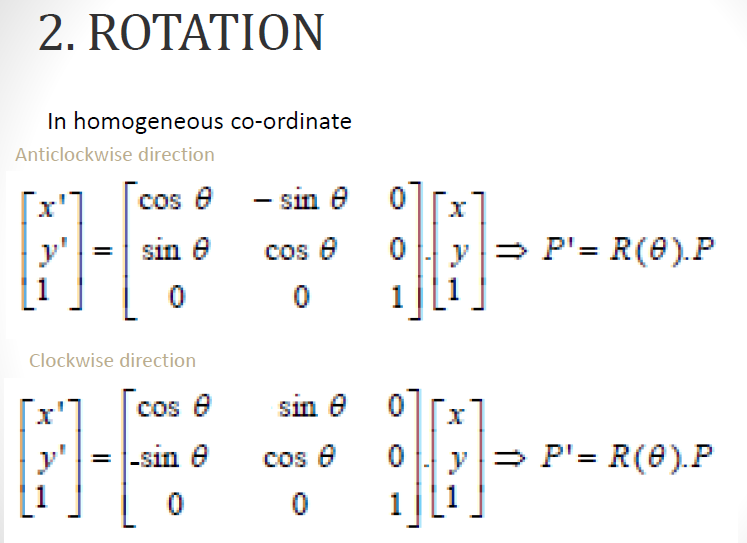 2. ROTATION
In homogeneous co-ordinate
Anticlockwise direction
[x'] [cos θ − sin θ 0] [x]
[y'] = [sin θ cos θ 0] . [y] ⇒ P'= R(θ).P
[1] [0 0 1] [1]
Clockwise direction
[x'] [cos θ sin θ 0] [x]
[y'] = [-sin θ cos θ 0] . [y] ⇒ P'= R(θ).P
[1] [0 0 1] [1]